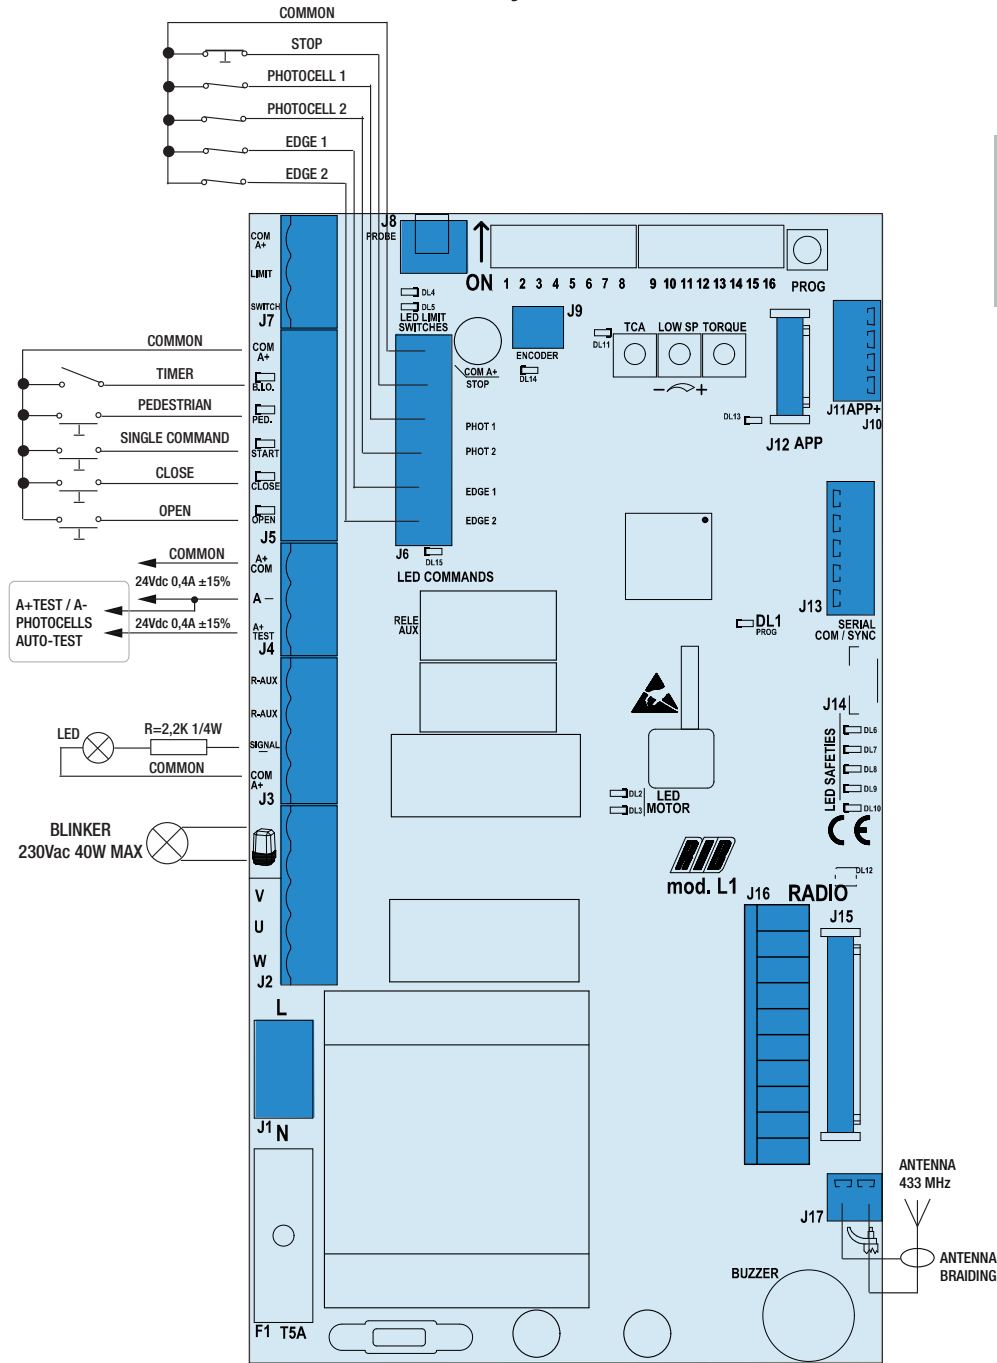 COMMON
STOP
PHOTOCELL 1
PHOTOCELL 2
EDGE 1
EDGE 2
COM
A+
LIMIT
SWITCH
J7
J8
PROBE
ON
1 2 3 4 5 6 7 8
9 10 11 12 13 14 15 16
PROG
DL4
DL5
LED LIMIT
SWITCHES
J9
ENCODER
DL14
DL11
TCA
LOW SP
TORQUE
− +
DL13
J12 APP
J11APP+
J10
COM A+
STOP
PHOT 1
PHOT 2
EDGE 1
EDGE 2
J6
DL15
LED COMMANDS
COMMON
TIMER
PEDESTRIAN
SINGLE COMMAND
CLOSE
OPEN
COM
A+
B.I.O.
PED.
START
CLOSE
OPEN
J5
COMMON
24Vdc 0,4A ±15%
24Vdc 0,4A ±15%
A+TEST / A-
PHOTOCELLS
AUTO-TEST
A+
COM
A −
A+
TEST
J4
RELE
AUX
J13
SERIAL
COM / SYNC
DL1
PROG
J14
R-AUX
R-AUX
SIGNAL
COM
A+
J3
LED
R=2,2K 1/4W
COMMON
DL6
DL7
DL8
DL9
DL10
LED SAFETIES
DL2
DL3
LED
MOTOR
CE
BLINKER
230Vac 40W MAX
V
U
W
J2
mod. L1
DL12
J16
RADIO
J15
L
J1
N
J17
ANTENNA
433 MHz
ANTENNA
BRAIDING
BUZZER
F1 T5A